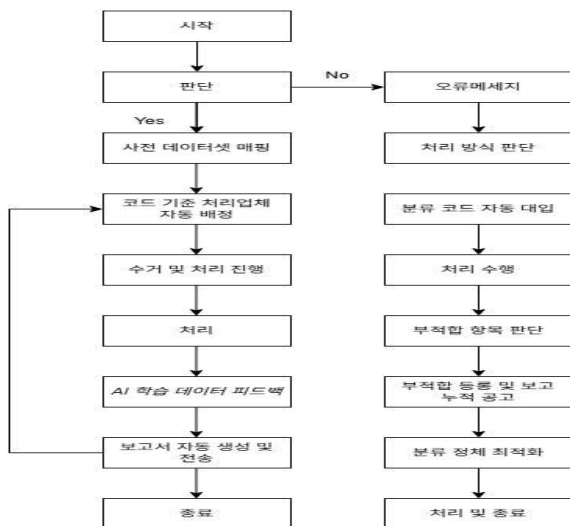 시작
판단
No
오류메세지
Yes
사전 데이터셋 매핑
처리 방식 판단
코드 기준 처리업체
자동 배정
분류 코드 자동 대입
수거 및 처리 진행
처리 수행
처리
부적합 항목 판단
AI 학습 데이터 피드백
부적합 등록 및 보고
누적 공고
보고서 자동 생성 및
전송
분류 정체 최적화
종료
처리 및 종료